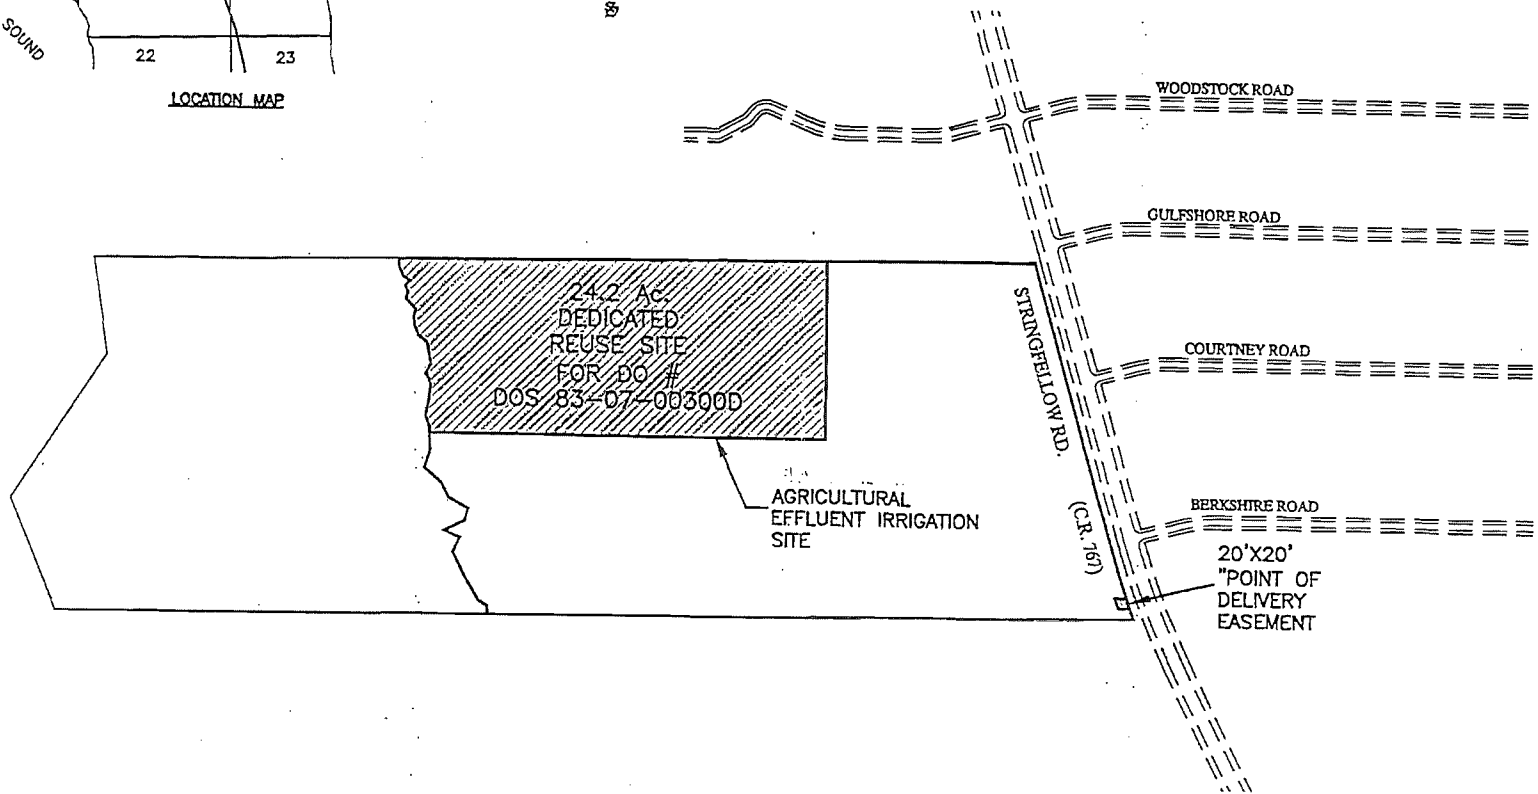 SOUND
22
23
LOCATION MAP
S
WOODSTOCK ROAD
GULFSHORE ROAD
24.2 Ac.
DEDICATED
REUSE SITE
FOR DO #
DOS 83-07-00300D
STRINGFELLOW RD.
(C.R. 767)
COURTNEY ROAD
AGRICULTURAL
EFFLUENT IRRIGATION
SITE
BERKSHIRE ROAD
20'X20'
"POINT OF
DELIVERY
EASEMENT